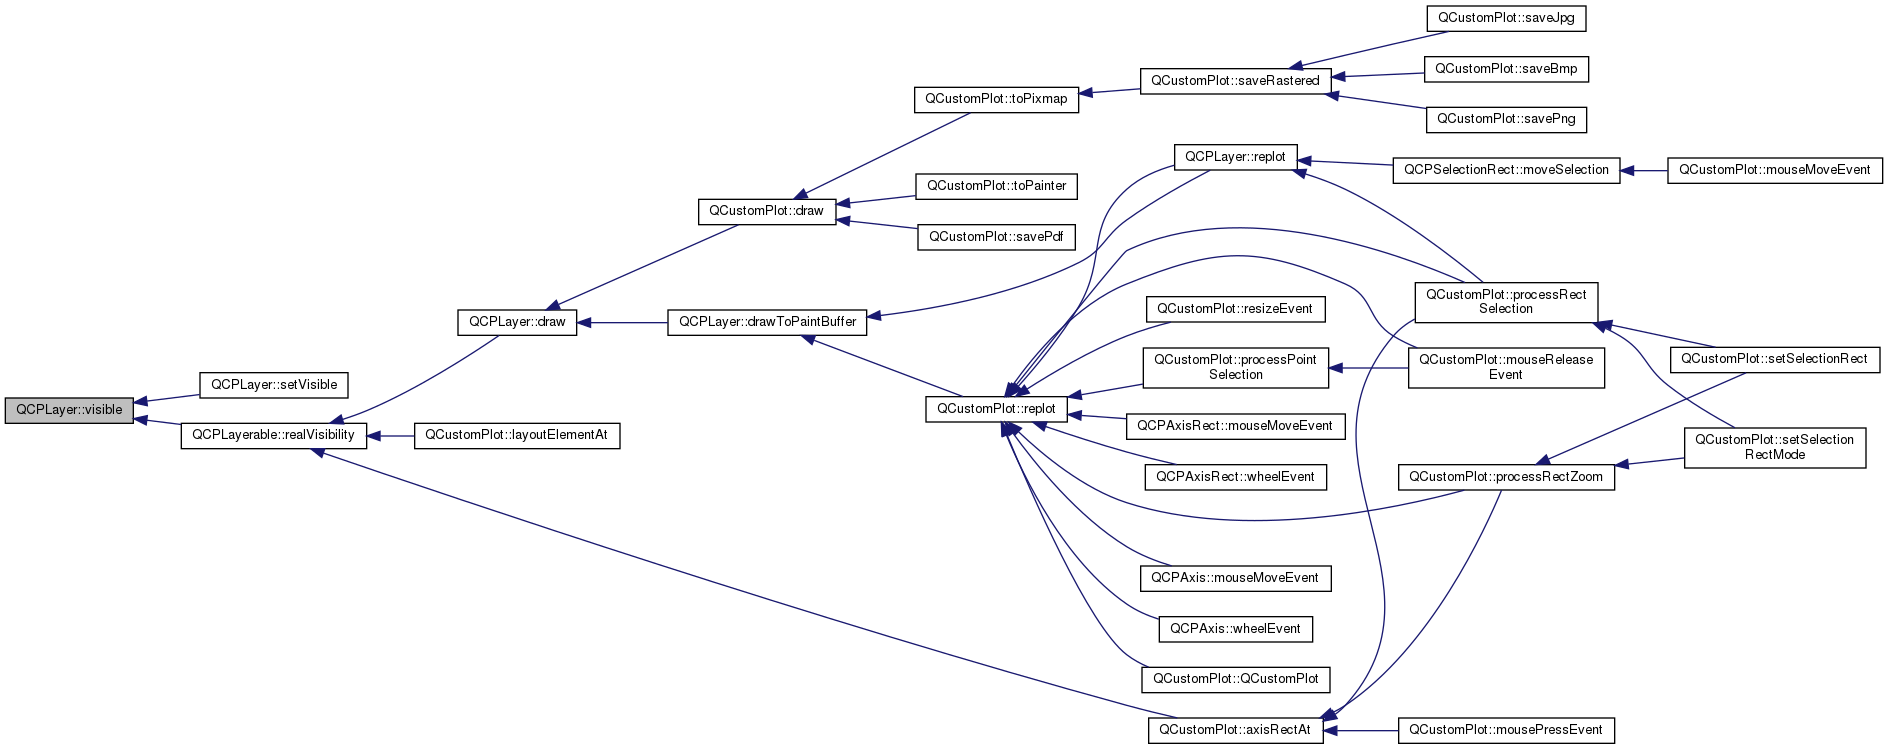 QCPLayer::visible
QCPLayer::setVisible
QCPLayerable::realVisibility
QCPLayer::draw
QCustomPlot::layoutElementAt
QCustomPlot::draw
QCPLayer::drawToPaintBuffer
QCustomPlot::toPixmap
QCustomPlot::toPainter
QCustomPlot::savePdf
QCustomPlot::replot
QCustomPlot::saveRastered
QCPLayer::replot
QCustomPlot::resizeEvent
QCustomPlot::processPoint
Selection
QCPAxisRect::mouseMoveEvent
QCPAxisRect::wheelEvent
QCPAxis::mouseMoveEvent
QCPAxis::wheelEvent
QCustomPlot::QCustomPlot
QCustomPlot::axisRectAt
QCustomPlot::saveJpg
QCustomPlot::saveBmp
QCustomPlot::savePng
QCPSelectionRect::moveSelection
QCustomPlot::processRect
Selection
QCustomPlot::mouseRelease
Event
QCustomPlot::processRectZoom
QCustomPlot::mousePressEvent
QCustomPlot::mouseMoveEvent
QCustomPlot::setSelectionRect
QCustomPlot::setSelection
RectMode